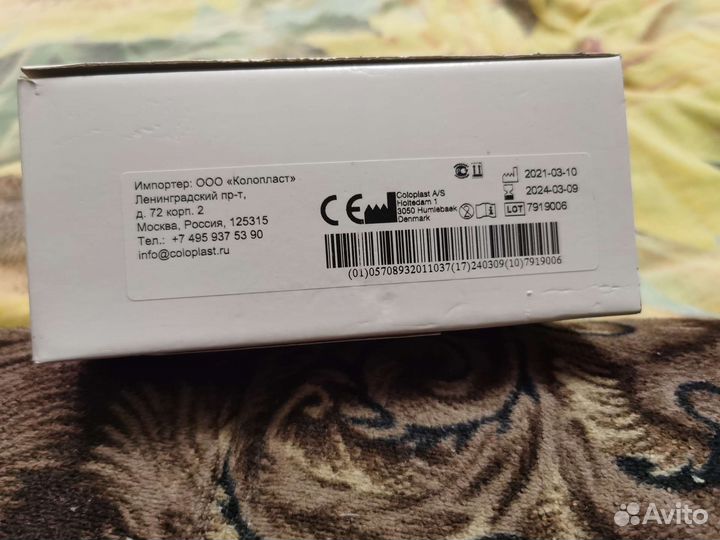 Импортер: ООО «Колопласт»
Ленинградский пр-т,
д. 72 корп. 2
Москва, Россия, 125315
Тел.: +7 495 937 53 90
info@coloplast.ru
CE
Coloplast A/S
Holtedam 1
3050 Humlebaek
Denmark
2021-03-10
2024-03-09
LOT 7919006
(01)05708932011037(17)240309(10)7919006
Avito